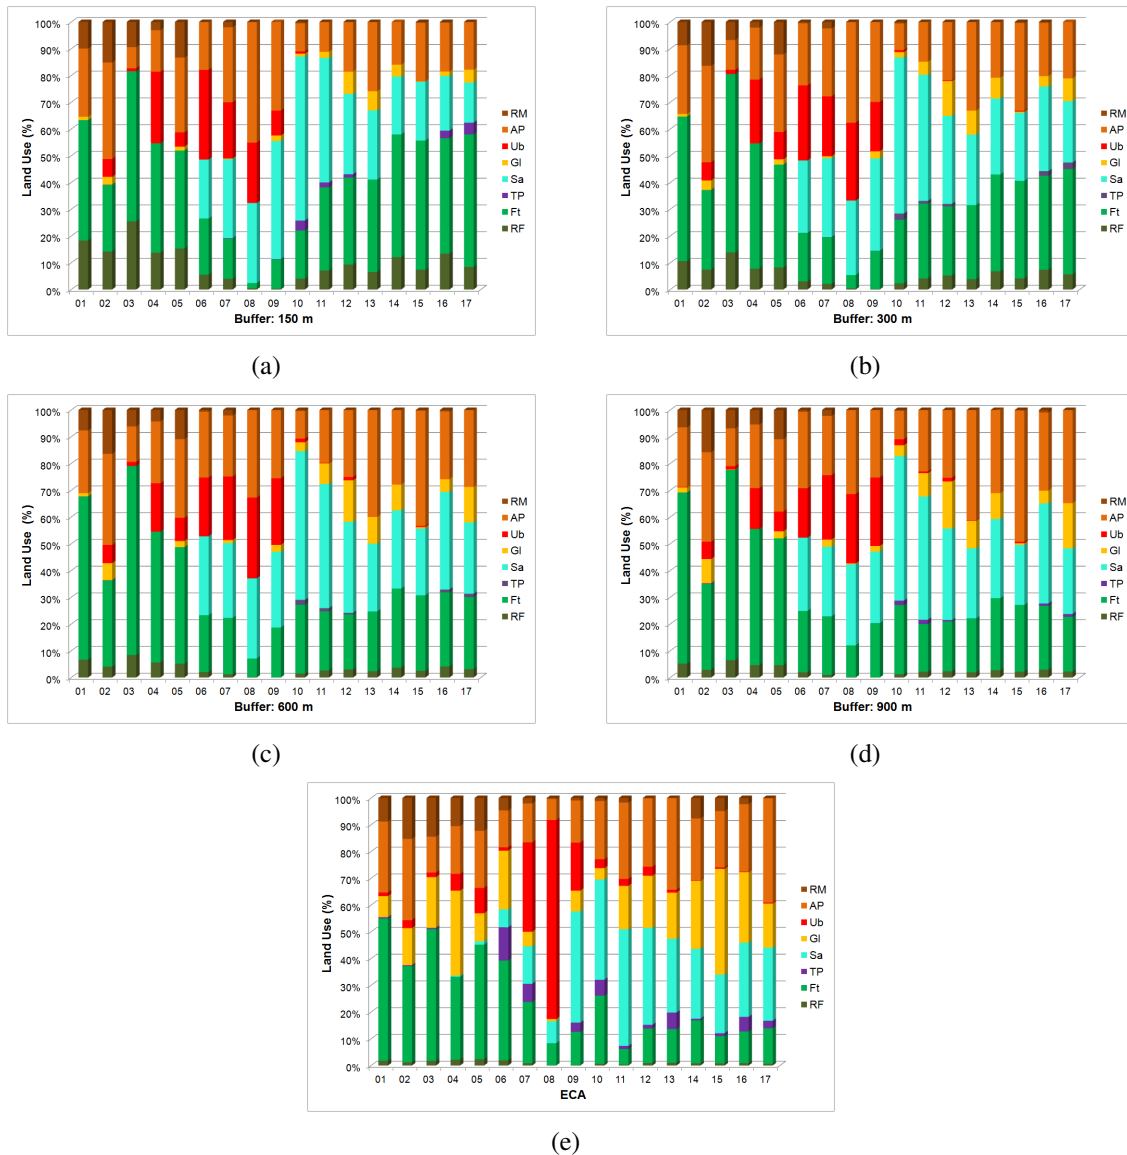 100%
90%
80%
70%
60%
50%
40%
30%
20%
10%
0%
Land Use (%)
01 02 03 04 05 06 07 08 09 10 11 12 13 14 15 16 17
Buffer: 150 m
RM
AP
Ub
Gl
Sa
TP
Ft
RF
(a)
100%
90%
80%
70%
60%
50%
40%
30%
20%
10%
0%
Land Use (%)
01 02 03 04 05 06 07 08 09 10 11 12 13 14 15 16 17
Buffer: 300 m
RM
AP
Ub
Gl
Sa
TP
Ft
RF
(b)
100%
90%
80%
70%
60%
50%
40%
30%
20%
10%
0%
Land Use (%)
01 02 03 04 05 06 07 08 09 10 11 12 13 14 15 16 17
Buffer: 600 m
RM
AP
Ub
Gl
Sa
TP
Ft
RF
(c)
100%
90%
80%
70%
60%
50%
40%
30%
20%
10%
0%
Land Use (%)
01 02 03 04 05 06 07 08 09 10 11 12 13 14 15 16 17
Buffer: 900 m
RM
AP
Ub
Gl
Sa
TP
Ft
RF
(d)
100%
90%
80%
70%
60%
50%
40%
30%
20%
10%
0%
Land Use (%)
01 02 03 04 05 06 07 08 09 10 11 12 13 14 15 16 17
ECA
RM
AP
Ub
Gl
Sa
TP
Ft
RF
(e)